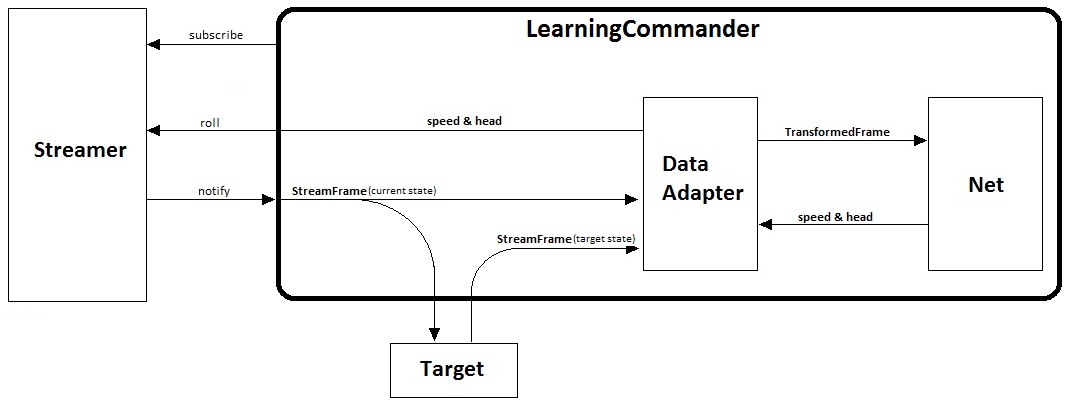 LearningCommander
subscribe
roll
speed & head
Streamer
notify
StreamFrame(current state)
StreamFrame(target state)
Data
Adapter
TransformedFrame
speed & head
Net
Target